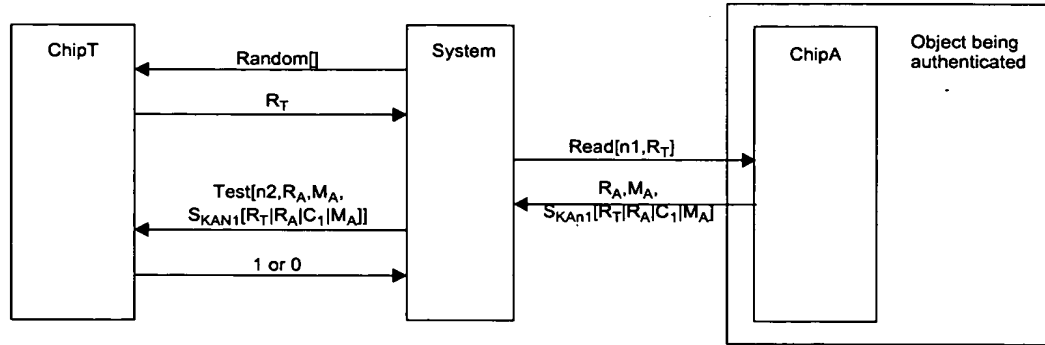 ChipT
System
ChipA
Object being
authenticated
Random[]
R_T
Read[n1,R_T]
Test[n2,R_A,M_A,
S_KAN1[R_T|R_A|C_1|M_A]]
R_A,M_A,
S_KAn1[R_T|R_A|C_1|M_A]
1 or 0